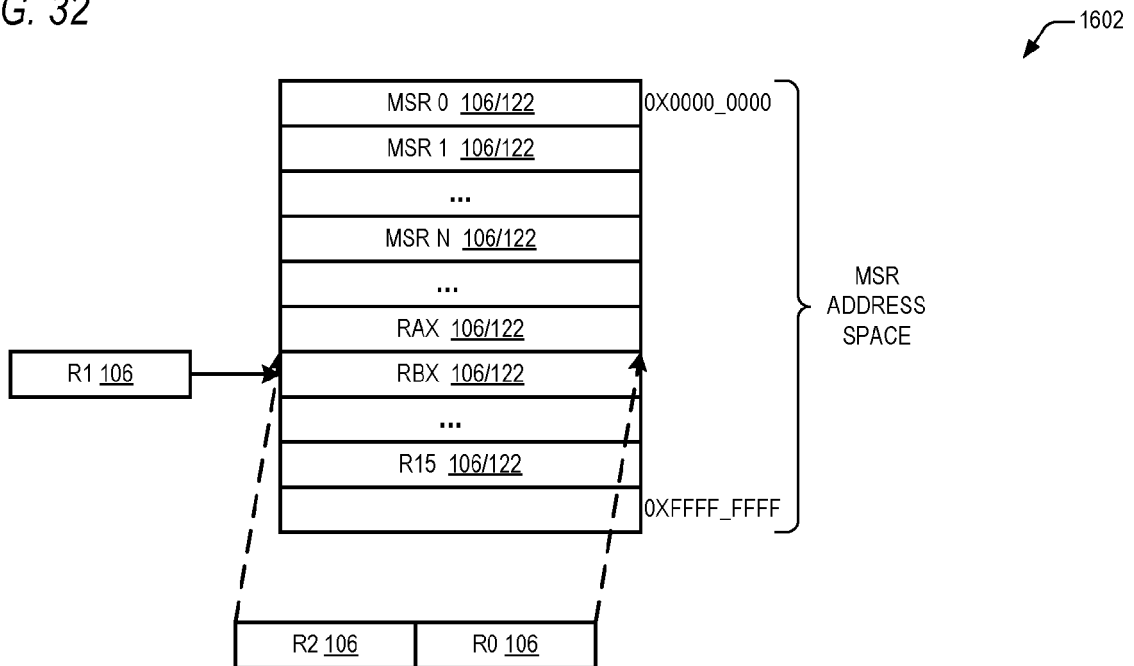 G. 32
1602
MSR 0 106/122 0X0000_0000
MSR 1 106/122
...
MSR N 106/122
...
MSR
ADDRESS
SPACE
RAX 106/122
R1 106
RBX 106/122
...
R15 106/122
0XFFFF_FFFF
R2 106 R0 106